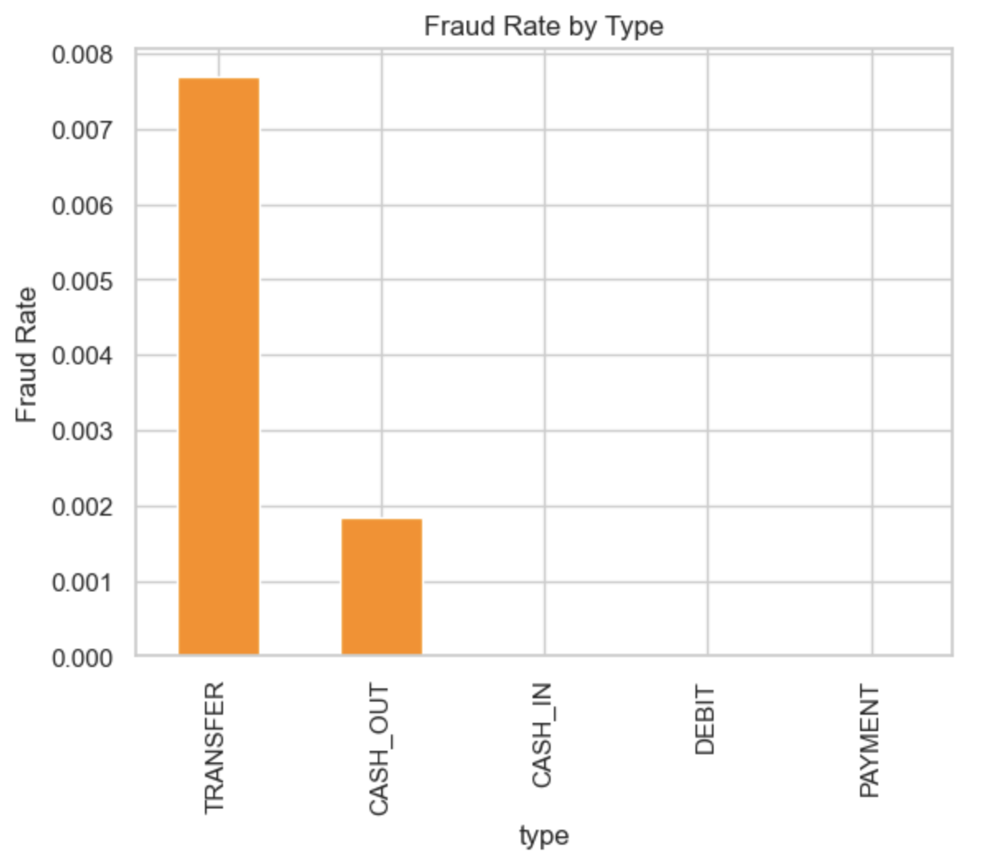 Fraud Rate by Type
Fraud Rate
0.008
0.007
0.006
0.005
0.004
0.003
0.002
0.001
0.000
TRANSFER
CASH_OUT
CASH_IN
DEBIT
PAYMENT
type